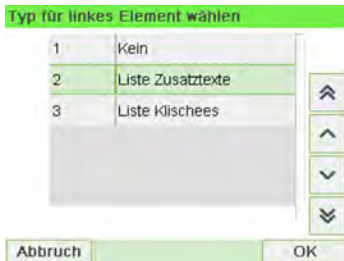 Typ für linkes Element wählen
1 Kein
2 Liste Zusatztexte
3 Liste Klischees
Abbruch OK